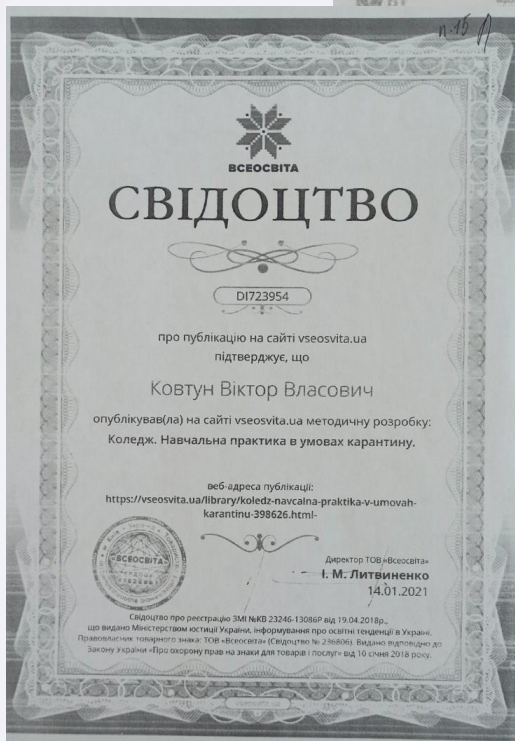 п.15
ВСЕОСВІТА
СВІДОЦТВО
DI723954
про публікацію на сайті vseosvita.ua
підтверджує, що
Ковтун Віктор Власович
опублікував(ла) на сайті vseosvita.ua методичну розробку:
Коледж. Навчальна практика в умовах карантину.
веб-адреса публікації:
https://vseosvita.ua/library/koledz-navcalna-praktika-v-umovah-
karantinu-398626.html-
«ВСЕОСВІТА»
Директор ТОВ «Всеосвіта»
І. М. Литвиненко
14.01.2021
Свідоцтво про реєстрацію ЗМІ №КВ 23246-13086Р від 19.04.2018р.,
що видано Міністерством юстиції України, інформування про освітні тенденції в Україні.
Правовласник товарного знака: ТОВ «Всеосвіта» (Свідоцтво № 236806). Видано відповідно до
Закону України «Про охорону прав на знаки для товарів і послуг» від 10 січня 2018 року.
vseosvita.ua